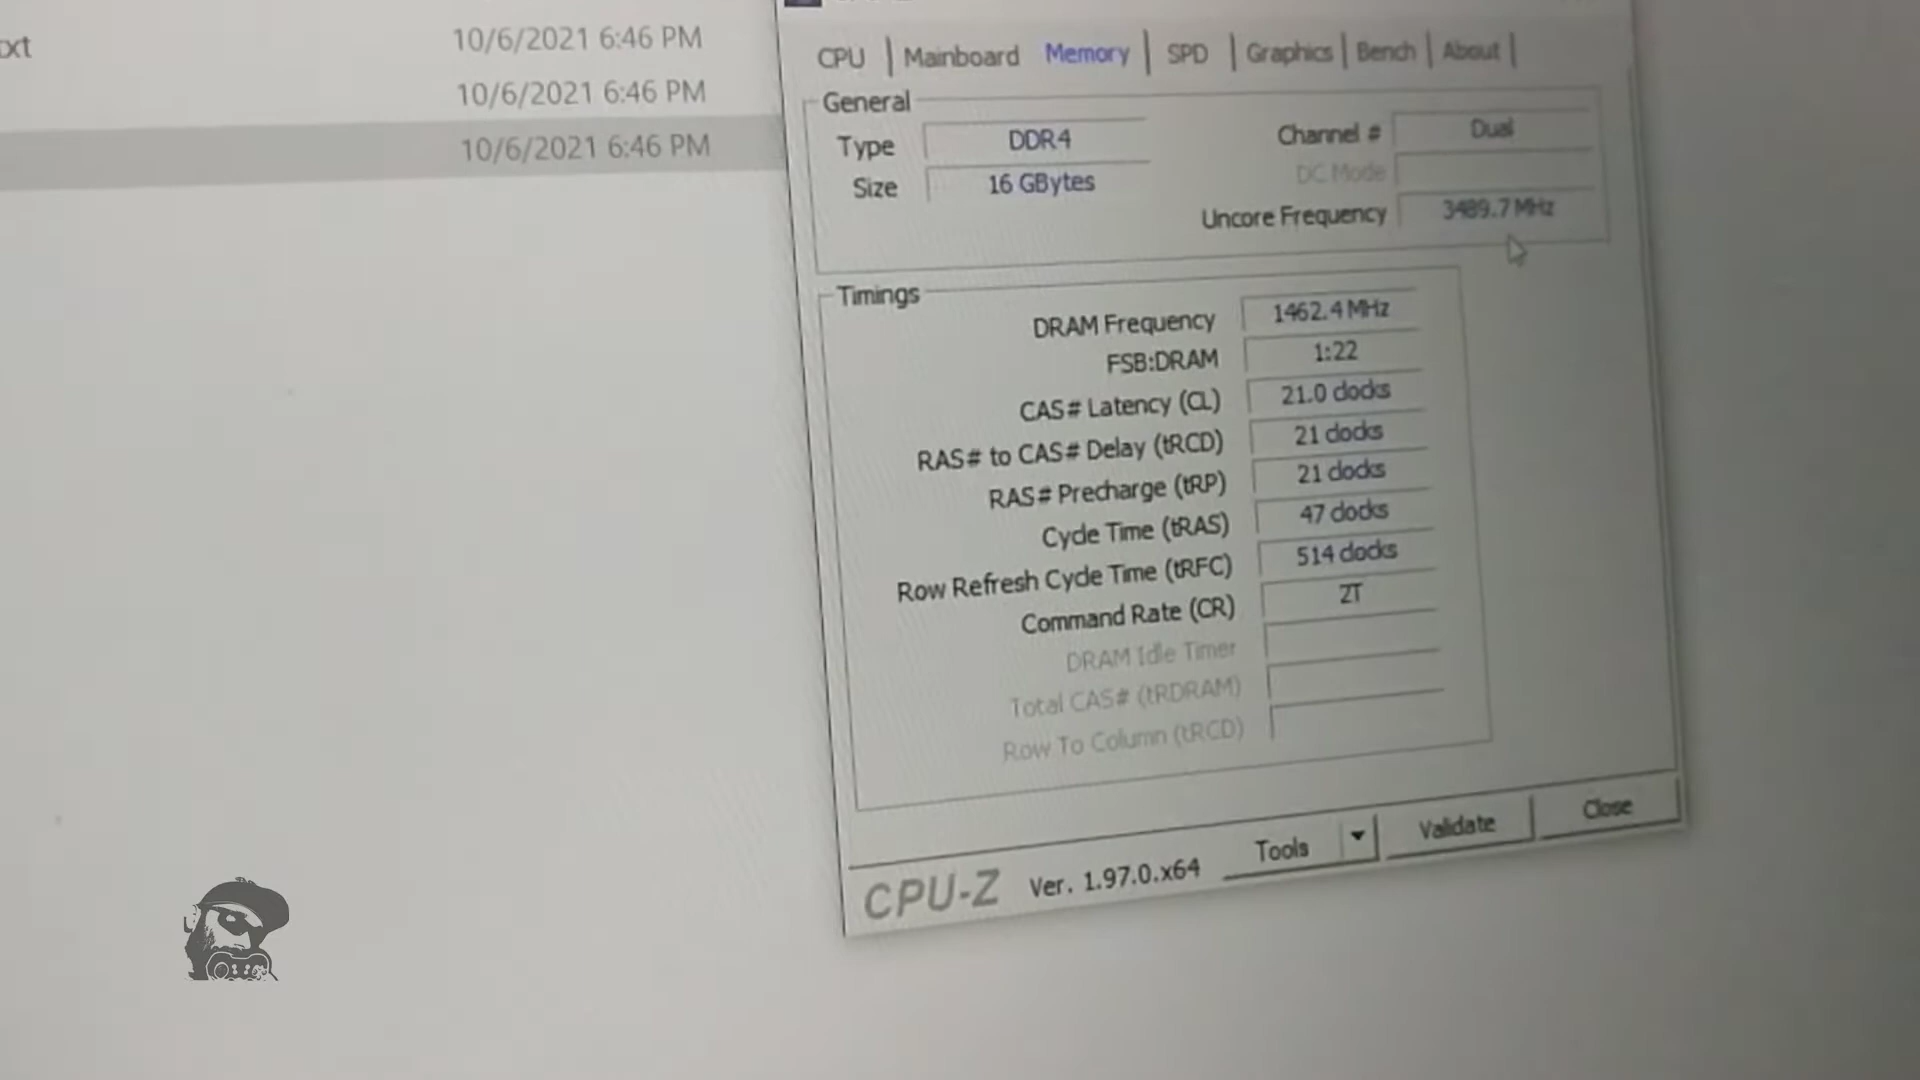 xt
10/6/2021 6:46 PM
10/6/2021 6:46 PM
10/6/2021 6:46 PM
CPU Mainboard Memory SPD Graphics Bench About
General
Type DDR4 Channel # Dual
DC Mode
Size 16 GBytes
Uncore Frequency 3489.7 MHz
Timings
DRAM Frequency 1462.4 MHz
FSB:DRAM 1:22
CAS# Latency (CL) 21.0 clocks
RAS# to CAS# Delay (tRCD) 21 clocks
RAS# Precharge (tRP) 21 clocks
Cycle Time (tRAS) 47 clocks
Row Refresh Cycle Time (tRFC) 514 clocks
Command Rate (CR) 2T
DRAM Idle Timer
Total CAS# (tRDRAM)
Row To Column (tRCD)
CPU-Z Ver. 1.97.0.x64 Tools Validate Close